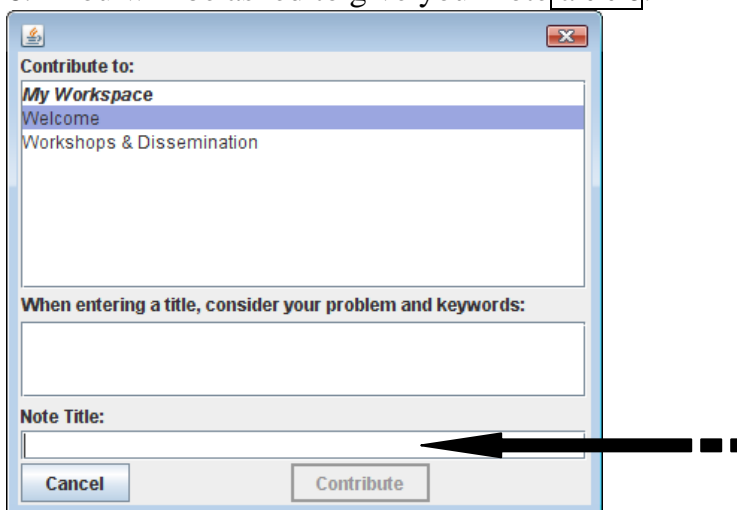 Contribute to:
My Workspace
Welcome
Workshops & Dissemination
When entering a title, consider your problem and keywords:
Note Title:
Cancel Contribute